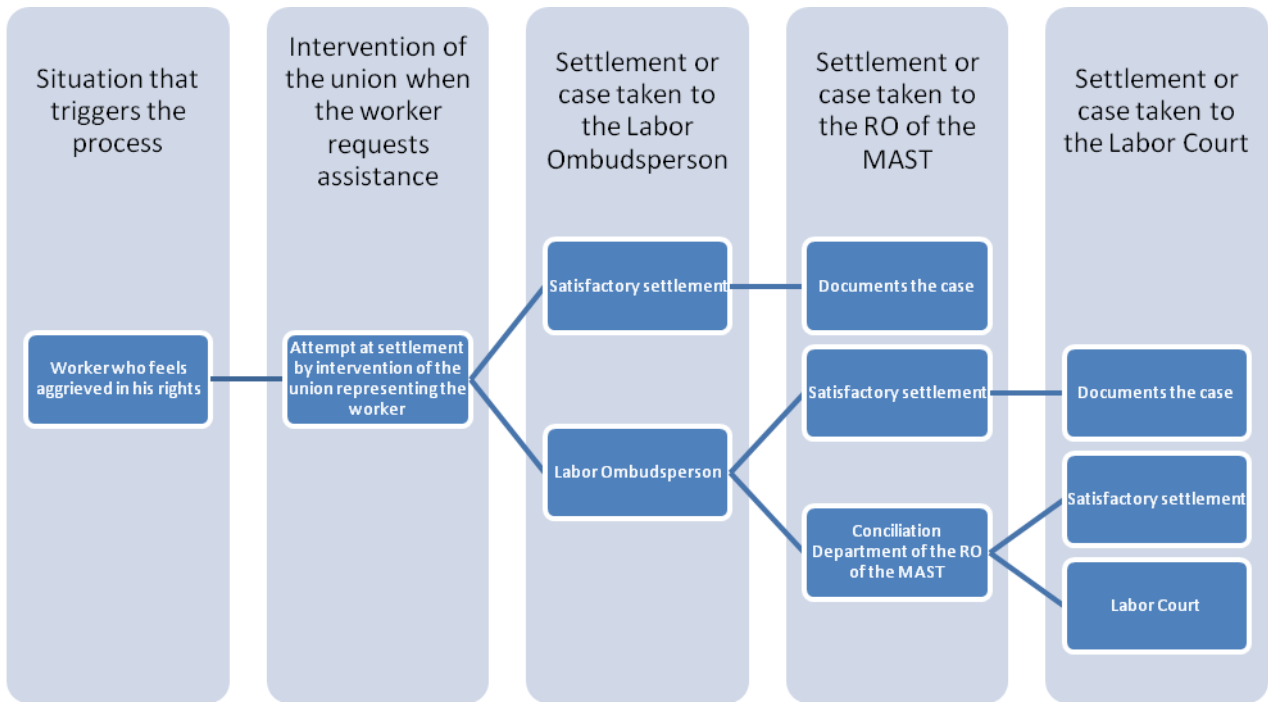 Situation that
triggers the
process
Intervention of
the union when
the worker
requests
assistance
Settlement or
case taken to
the Labor
Ombudsperson
Settlement or
case taken to
the RO of the
MAST
Settlement or
case taken to
the Labor Court
Worker who feels
aggrieved in his rights
Attempt at settlement
by intervention of the
union representing the
worker
Satisfactory settlement
Labor Ombudsperson
Documents the case
Satisfactory settlement
Conciliation
Department of the RO
of the MAST
Documents the case
Satisfactory settlement
Labor Court